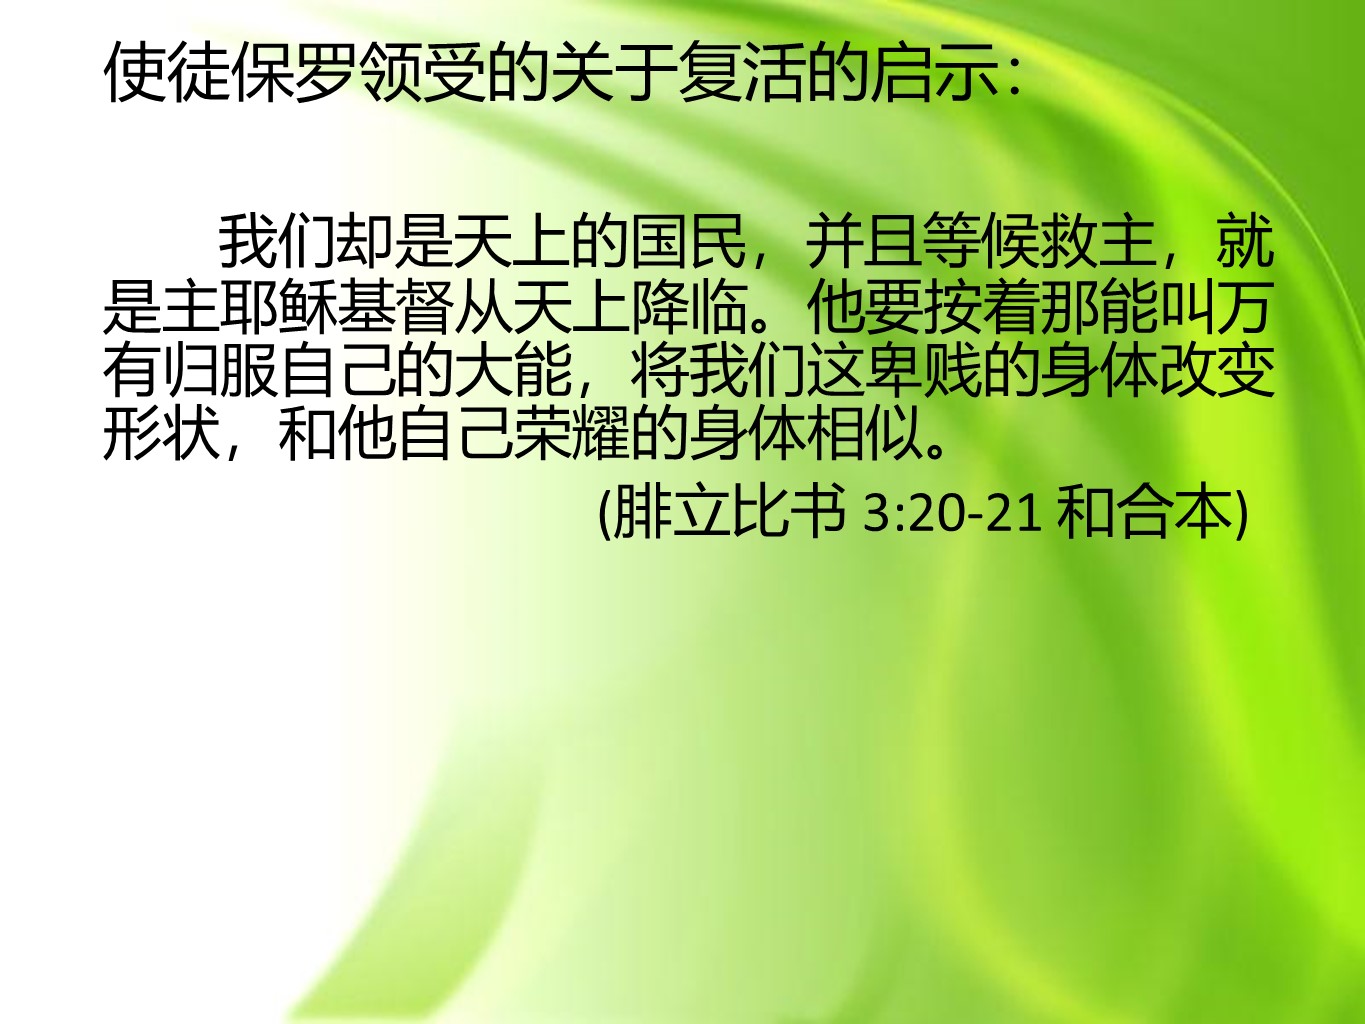 使徒保罗领受的关于复活的启示：
我们却是天上的国民，并且等候救主，就
是主耶稣基督从天上降临。他要按着那能叫万
有归服自己的大能，将我们这卑贱的身体改变
形状，和他自己荣耀的身体相似。
(腓立比书 3:20-21 和合本)